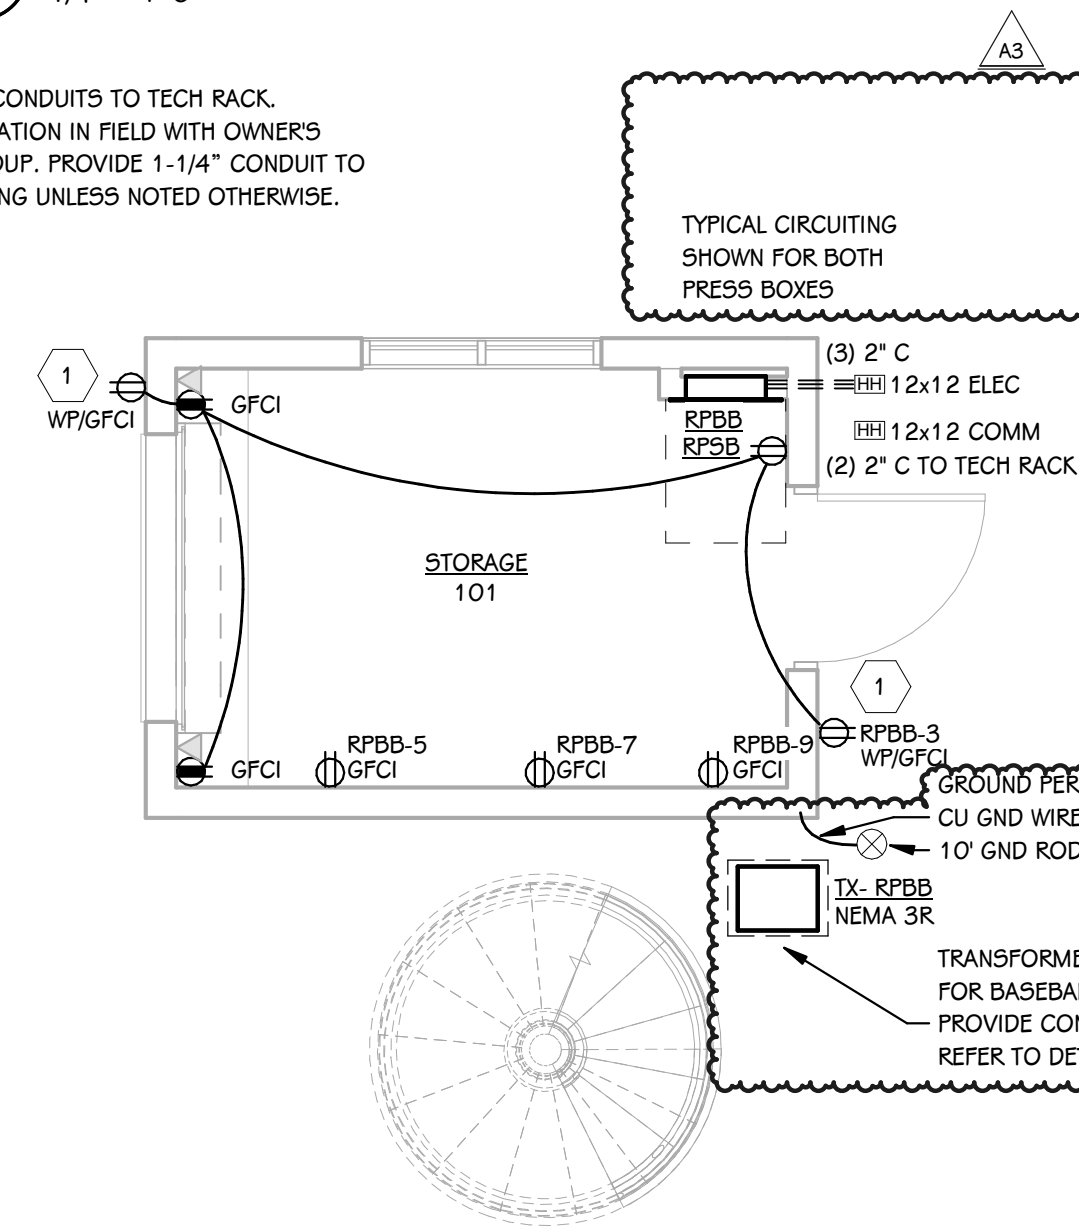 A3
CONDUITS TO TECH RACK.
ATION IN FIELD WITH OWNER'S
OUP. PROVIDE 1-1/4" CONDUIT TO
NG UNLESS NOTED OTHERWISE.
TYPICAL CIRCUITING
SHOWN FOR BOTH
PRESS BOXES
(3) 2" C
HH 12x12 ELEC
HH 12x12 COMM
(2) 2" C TO TECH RACK
1
WP/GFCI
GFCI
RPBB
RPSB
STORAGE
101
1
RPBB-3
WP/GFCI
GFCI
RPBB-5
GFCI
RPBB-7
GFCI
RPBB-9
GFCI
GROUND PER
CU GND WIRE
10' GND ROD
TX- RPBB
NEMA 3R
TRANSFORME
FOR BASEBA
PROVIDE CON
REFER TO DET